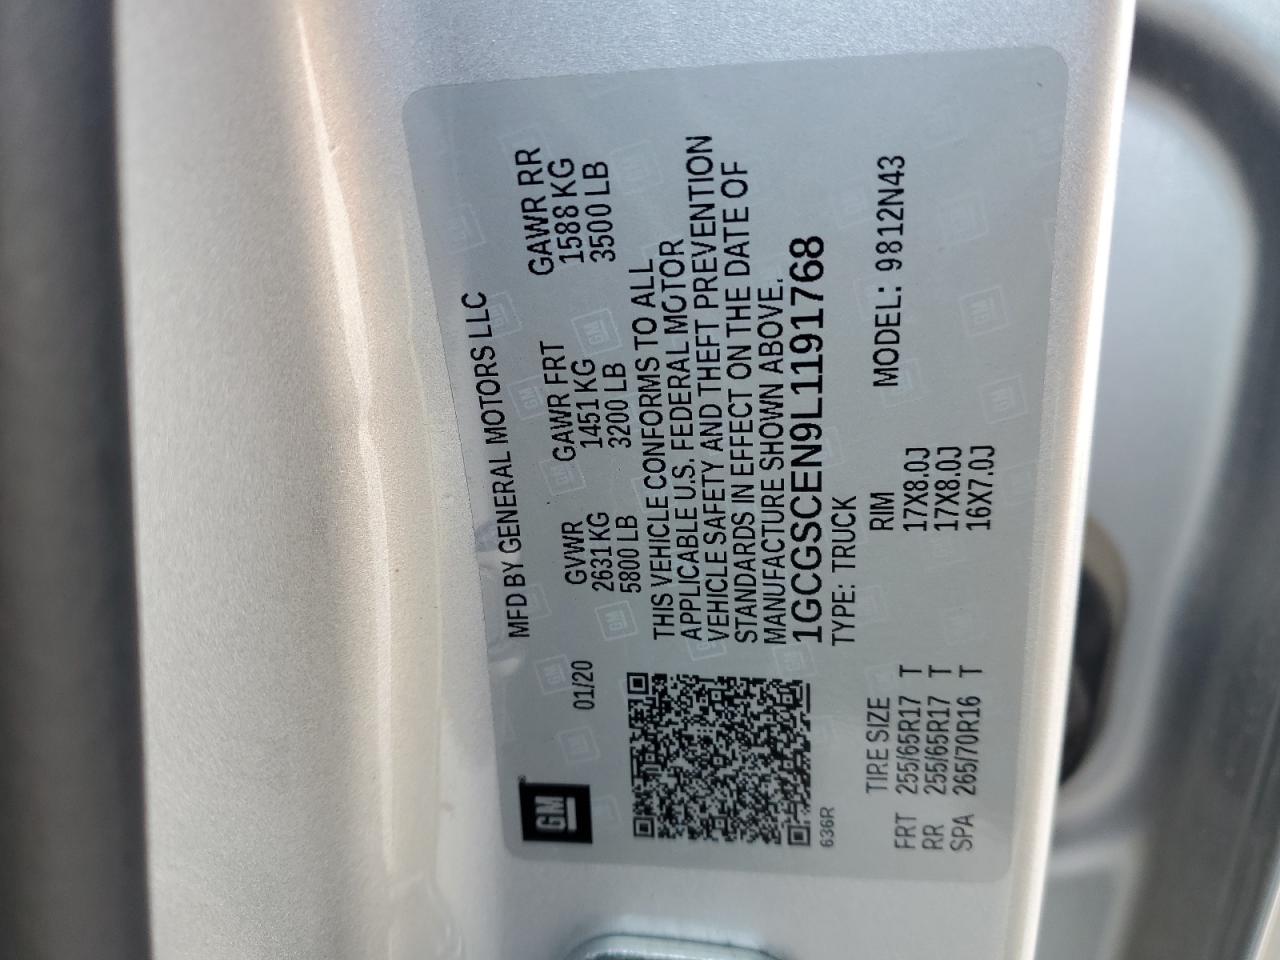 MFD BY GENERAL MOTORS LLC
GM
01/20
GVWR GAWR FRT GAWR RR
2631 KG 1451 KG 1588 KG
5800 LB 3200 LB 3500 LB
THIS VEHICLE CONFORMS TO ALL
APPLICABLE U.S. FEDERAL MOTOR
VEHICLE SAFETY AND THEFT PREVENTION
STANDARDS IN EFFECT ON THE DATE OF
MANUFACTURE SHOWN ABOVE.
1GCGSCEN9L1191768
636R
TYPE: TRUCK MODEL: 9812N43
TIRE SIZE RIM
FRT 255/65R17 T 17X8.0J
RR 255/65R17 T 17X8.0J
SPA 265/70R16 T 16X7.0J